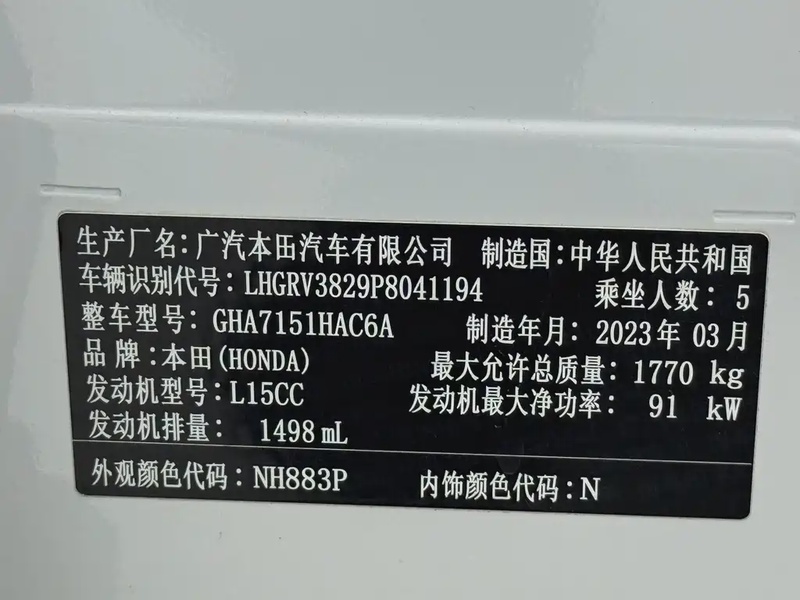 生产厂名：广汽本田汽车有限公司 制造国：中华人民共和国
车辆识别代号：LHGRV3829P8041194 乘坐人数：5
整车型号：GHA7151HAC6A 制造年月：2023年 03月
品牌：本田(HONDA) 最大允许总质量：1770 kg
发动机型号：L15CC 发动机最大净功率：91 kW
发动机排量：1498 mL
外观颜色代码：NH883P 内饰颜色代码：N